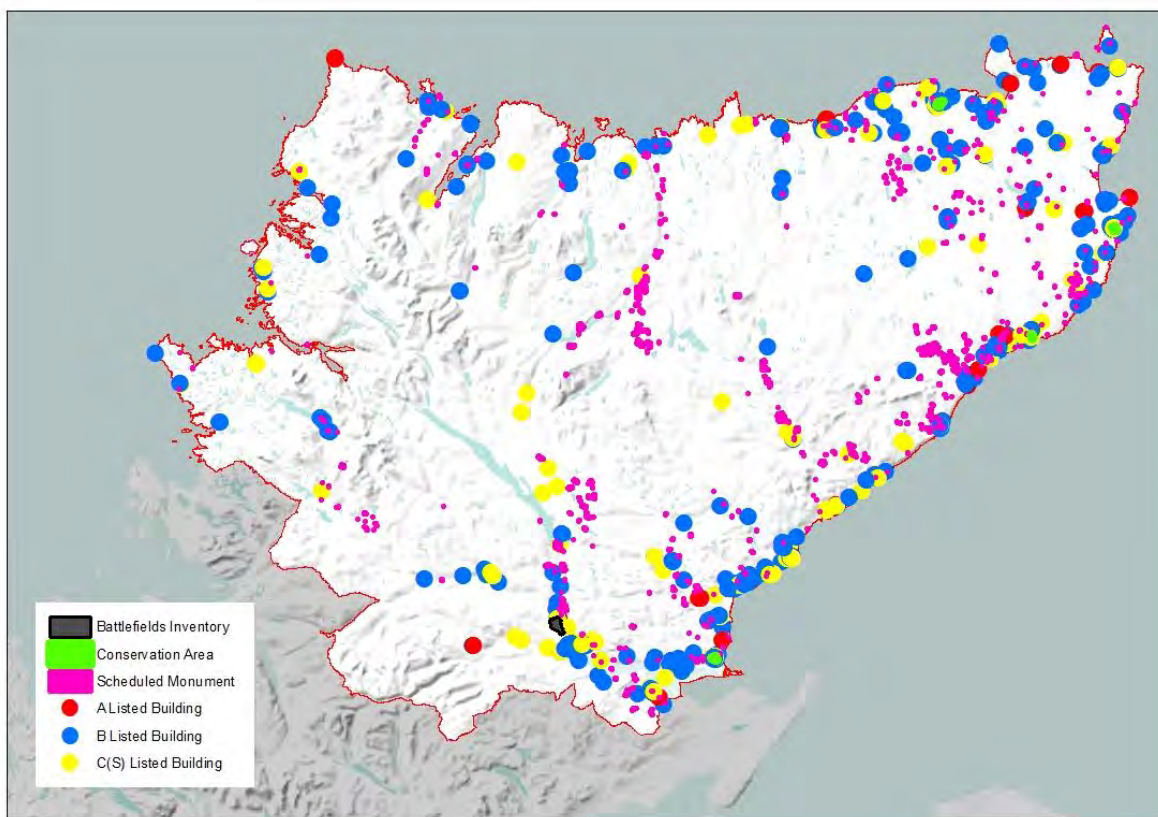 Battlefields Inventory
Conservation Area
Scheduled Monument
A Listed Building
B Listed Building
C(S) Listed Building